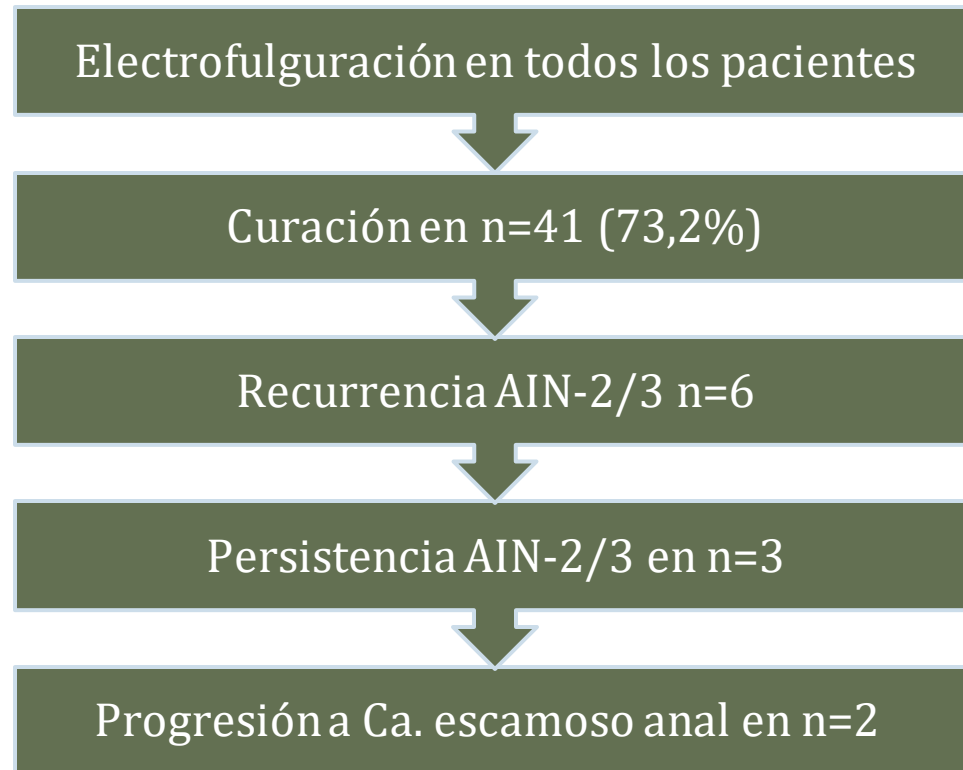 Electrofulguración en todos los pacientes
Curación en n=41 (73,2%)
Recurrencia AIN-2/3 n=6
Persistencia AIN-2/3 en n=3
Progresión a Ca. escamoso anal en n=2